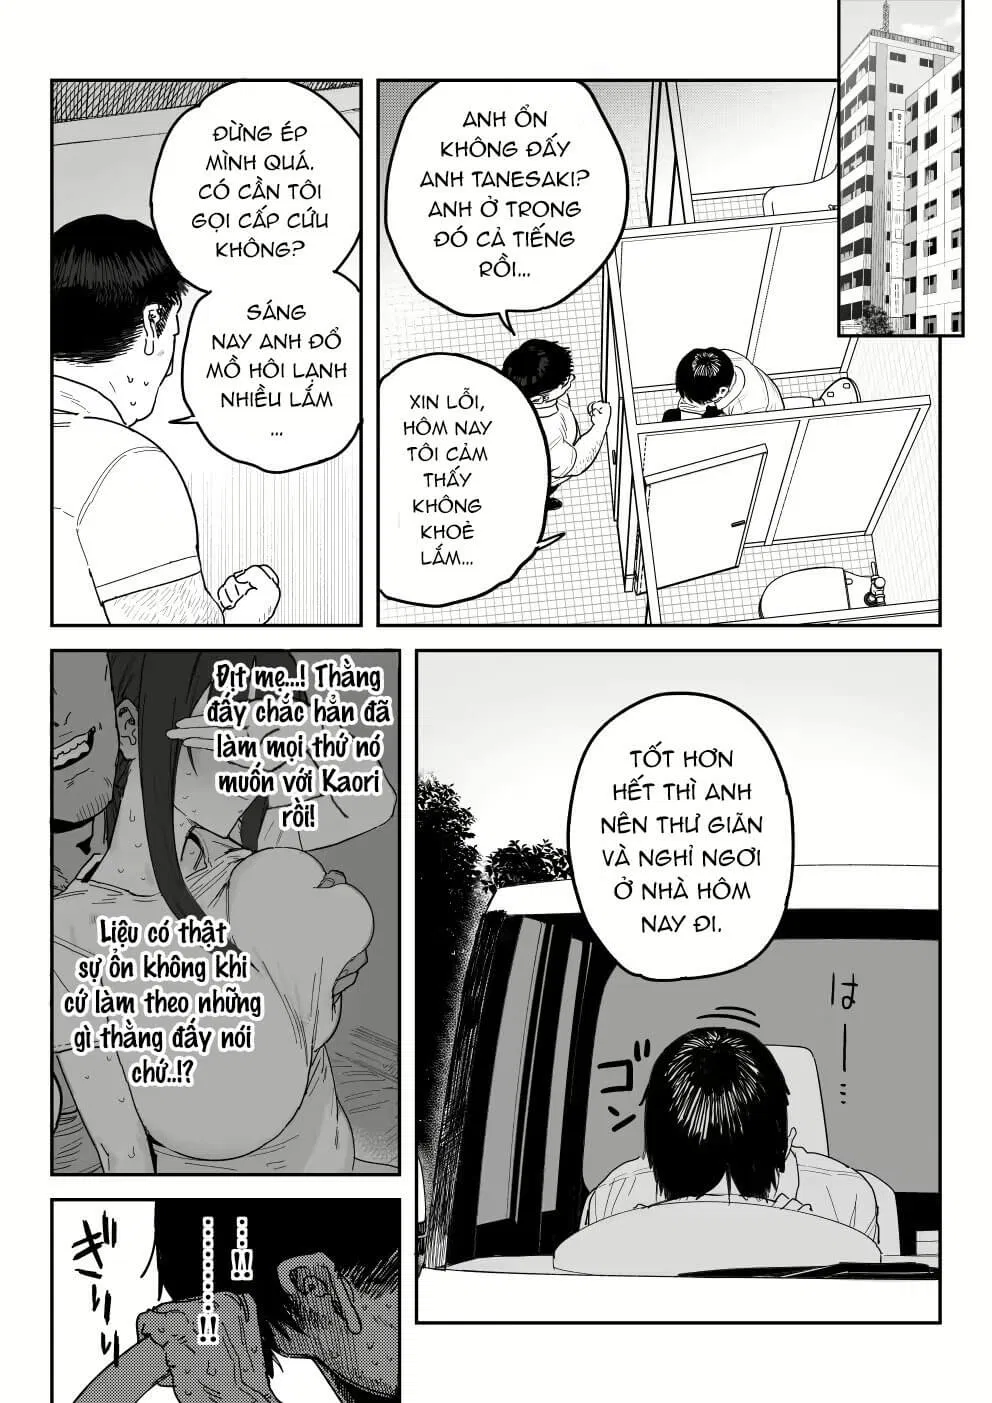 ANH ỔN
KHÔNG ĐẤY
ANH TANESAKI?
ANH Ở TRONG
ĐÓ CẢ TIẾNG
RỒI...
XIN LỖI,
HÔM NAY
TÔI CẢM
THẤY
KHÔNG
KHOẺ
LẮM...
ĐỪNG ÉP
MÌNH QUÁ.
CÓ CẦN TÔI
GỌI CẤP CỨU
KHÔNG?
SÁNG
NAY ANH ĐỔ
MỒ HÔI LẠNH
NHIỀU LẮM
...
TỐT HƠN
HẾT THÌ ANH
NÊN THƯ GIÃN
VÀ NGHỈ NGƠI
Ở NHÀ HÔM
NAY ĐI.
はーー
ゴン
Địt mẹ...! Thằng
đấy chắc hẳn đã
làm mọi thứ nó
muốn với Kaori
rồi!
Liệu có thật
sự ổn không khi
cứ làm theo những
gì thằng đấy nói
chứ..!?
......!!
............!!
ぎりり